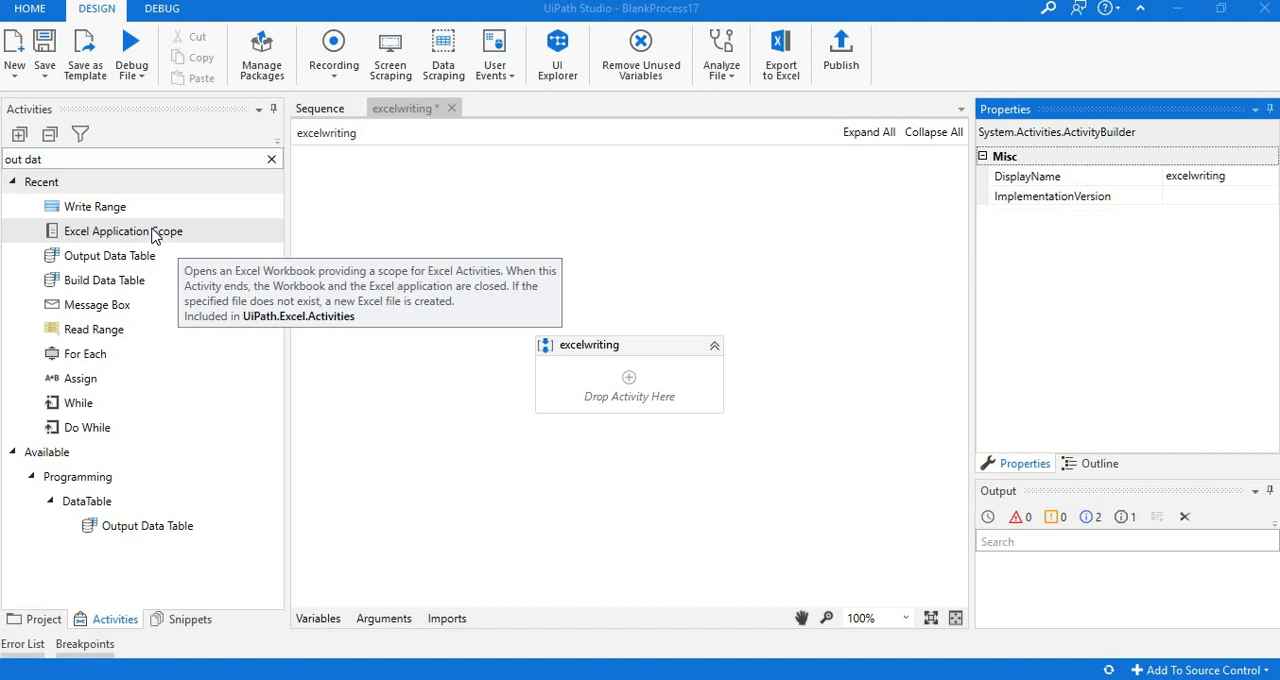 HOME DESIGN DEBUG UiPath Studio - BlankProcess17
New Save Save as Template Debug File Cut Copy Paste Manage Packages Recording Screen Scraping Data Scraping User Events UI Explorer Remove Unused Variables Analyze File Export to Excel Publish
Activities
out dat
Recent
Write Range
Excel Application Scope
Output Data Table
Build Data Table
Message Box
Read Range
For Each
A*B Assign
While
Do While
Available
Programming
DataTable
Output Data Table
Opens an Excel Workbook providing a scope for Excel Activities. When this
Activity ends, the Workbook and the Excel application are closed. If the
specified file does not exist, a new Excel file is created.
Included in UiPath.Excel.Activities
Sequence excelwriting *
excelwriting Expand All Collapse All
excelwriting
Drop Activity Here
Properties
System.Activities.ActivityBuilder
Misc
DisplayName excelwriting
ImplementationVersion
Properties Outline
Output
0 0 2 1
Search
Project Activities Snippets
Variables Arguments Imports 100%
Error List Breakpoints
Add To Source Control